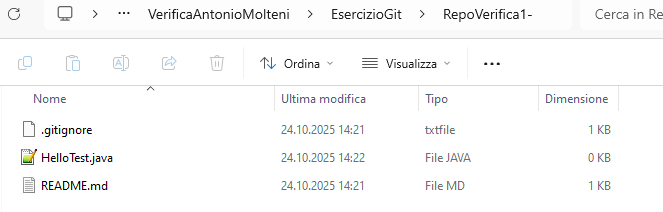 VerificaAntonioMolteni > EsercizioGit > RepoVerifica1- Cerca in Re
Ordina Visualizza
Nome Ultima modifica Tipo Dimensione
.gitignore 24.10.2025 14:21 txtfile 1 KB
HelloTest.java 24.10.2025 14:22 File JAVA 0 KB
README.md 24.10.2025 14:21 File MD 1 KB